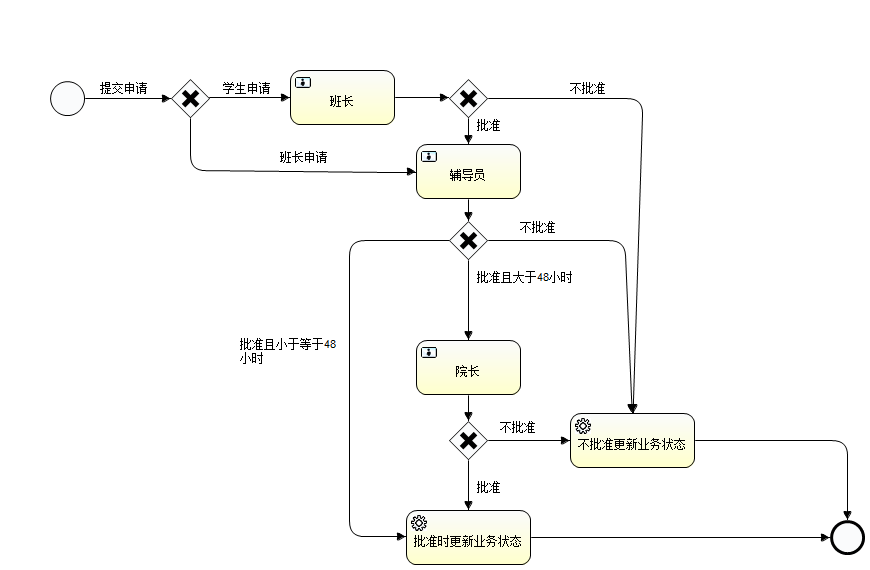 提交申请
学生申请
班长
不批准
批准
班长申请
辅导员
不批准
批准且大于48小时
批准且小于等于48
小时
院长
不批准
不批准更新业务状态
批准
批准时更新业务状态